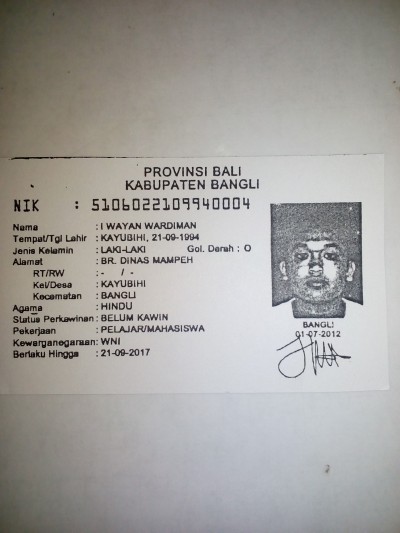 PROVINSI BALI
KABUPATEN BANGLI
NIK : 5106022109940004
Nama : I WAYAN WARDIMAN
Tempat/Tgl Lahir : KAYUBIHI, 21-09-1994
Jenis Kelamin : LAKI-LAKI Gol. Darah : O
Alamat : BR. DINAS MAMPEH
RT/RW : - / -
Kel/Desa : KAYUBIHI
Kecamatan : BANGLI
Agama : HINDU
Status Perkawinan : BELUM KAWIN
Pekerjaan : PELAJAR/MAHASISWA
Kewarganegaraan: WNI
Berlaku Hingga : 21-09-2017
BANGLI
01-07-2012